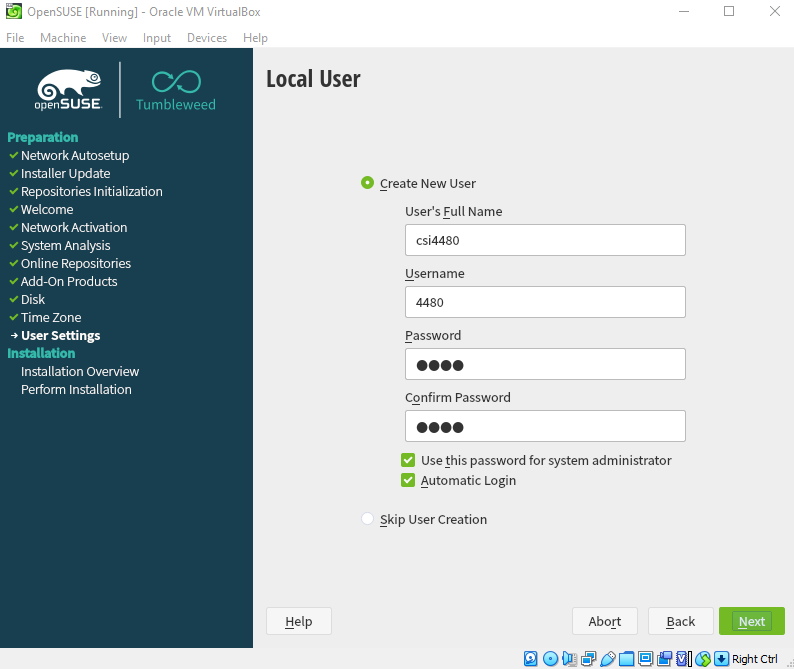 OpenSUSE [Running] - Oracle VM VirtualBox
File Machine View Input Devices Help
openSUSE
Tumbleweed
Preparation
Network Autosetup
Installer Update
Repositories Initialization
Welcome
Network Activation
System Analysis
Online Repositories
Add-On Products
Disk
Time Zone
User Settings
Installation
Installation Overview
Perform Installation
Local User
Create New User
User's Full Name
csi4480
Username
4480
Password
●●●●
Confirm Password
●●●●
Use this password for system administrator
Automatic Login
Skip User Creation
Help Abort Back Next
Right Ctrl